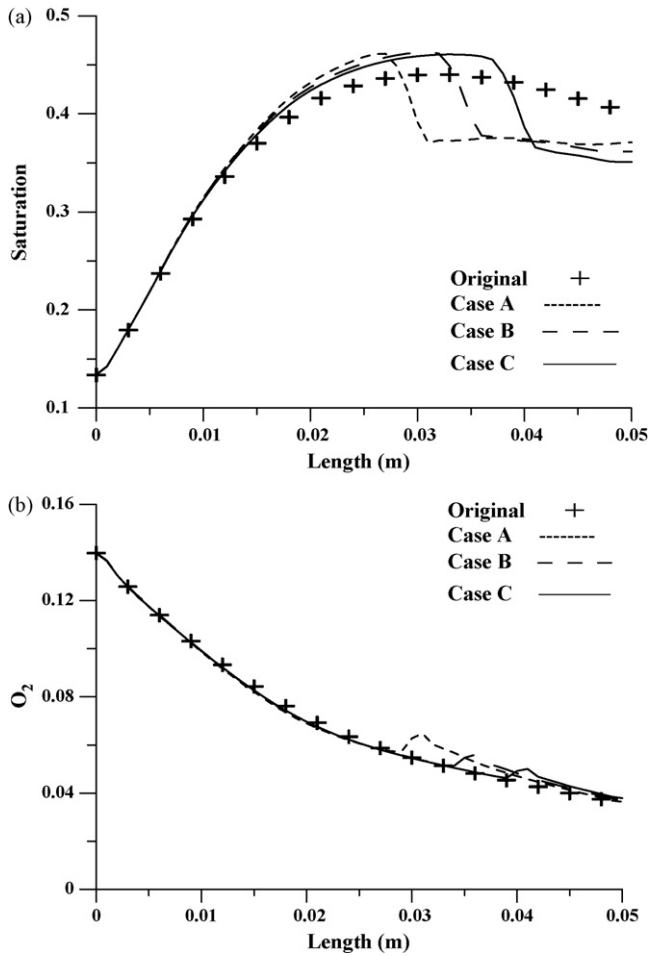 (a)
0.5
0.4
0.3
0.2
0.1
Saturation
Original
Case A
Case B
Case C
0 0.01 0.02 0.03 0.04 0.05
Length (m)
(b)
0.16
0.12
0.08
0.04
0
O₂
Original
Case A
Case B
Case C
0 0.01 0.02 0.03 0.04 0.05
Length (m)